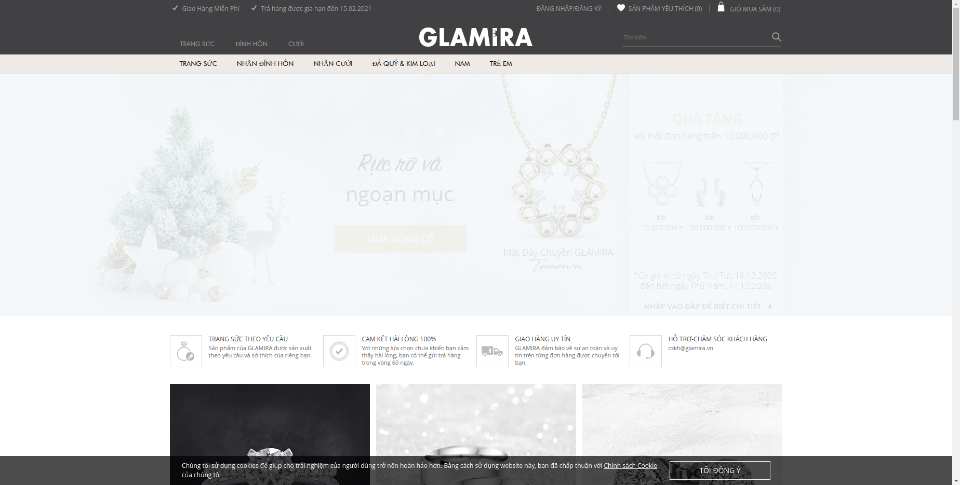 Giao Hàng Miễn Phí
Trả hàng được gia hạn đến 15.02.2021
ĐĂNG NHẬP/ĐĂNG KÝ
SẢN PHẨM YÊU THÍCH (0)
GIỎ MUA SẮM (0)
TRANG SỨC
ĐÍNH HÔN
CƯỚI
GLAMIRA
Tìm kiếm
TRANG SỨC
NHẪN ĐÍNH HÔN
NHẪN CƯỚI
ĐÁ QUÝ & KIM LOẠI
NAM
TRẺ EM
Rực rỡ và
ngoạn mục
MUA VÒNG CỔ
Mặt Dây Chuyền GLAMIRA
QUÀ TẶNG
với mỗi đơn hàng trên 10.000.000 ₫*
*Có giá trị từ ngày Thứ Tư, 16.12.2020
đến hết ngày Thứ Năm, 17.12.2020.
NHẤP VÀO ĐÂY ĐỂ BIẾT CHI TIẾT
TRANG SỨC THEO YÊU CẦU
Sản phẩm của GLAMIRA được sản xuất
theo yêu cầu và sở thích của riêng bạn.
CAM KẾT HÀI LÒNG 100%
Với những lựa chọn chưa khiến bạn cảm
thấy hài lòng, bạn có thể gửi trả hàng
trong vòng 60 ngày.
GIAO HÀNG UY TÍN
GLAMIRA đảm bảo về sự an toàn và uy
tín trên từng đơn hàng được chuyển tới
bạn.
HỖ TRỢ CHĂM SÓC KHÁCH HÀNG
cskh@glamira.vn
Chúng tôi sử dụng cookies để giúp cho trải nghiệm của người dùng trở nên hoàn hảo hơn. Bằng cách sử dụng website này, bạn đã chấp thuận với Chính sách Cookie
của chúng tôi.
TÔI ĐỒNG Ý